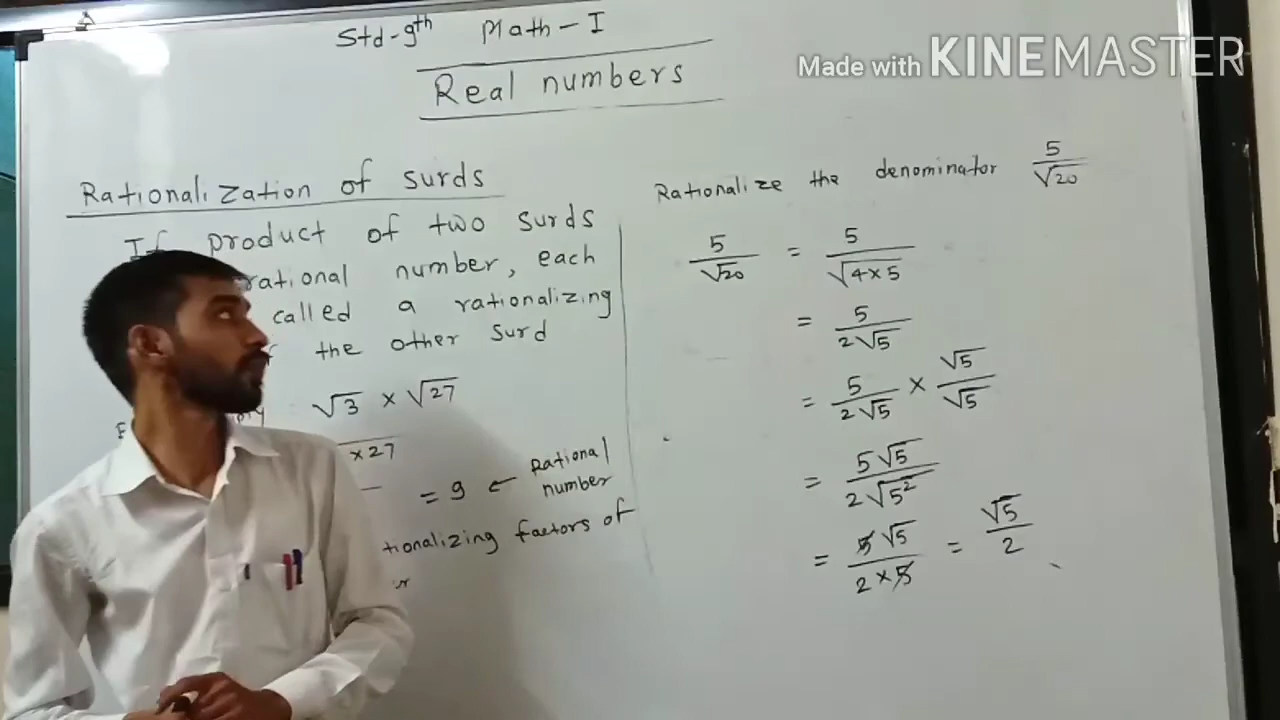 Std-9th Math-I
Real numbers
Made with KINEMASTER
Rationalization of surds
If product of two surds
rational number, each
called a rationalizing
the other surd
√3 × √27
×27
= 9 ← Rational
number
tionalizing factors of
Rationalize the denominator 5/√20
5/√20 = 5/√(4×5)
= 5/(2√5)
= 5/(2√5) × √5/√5
= 5√5/(2√5²)
= 5√5/(2×5) = √5/2